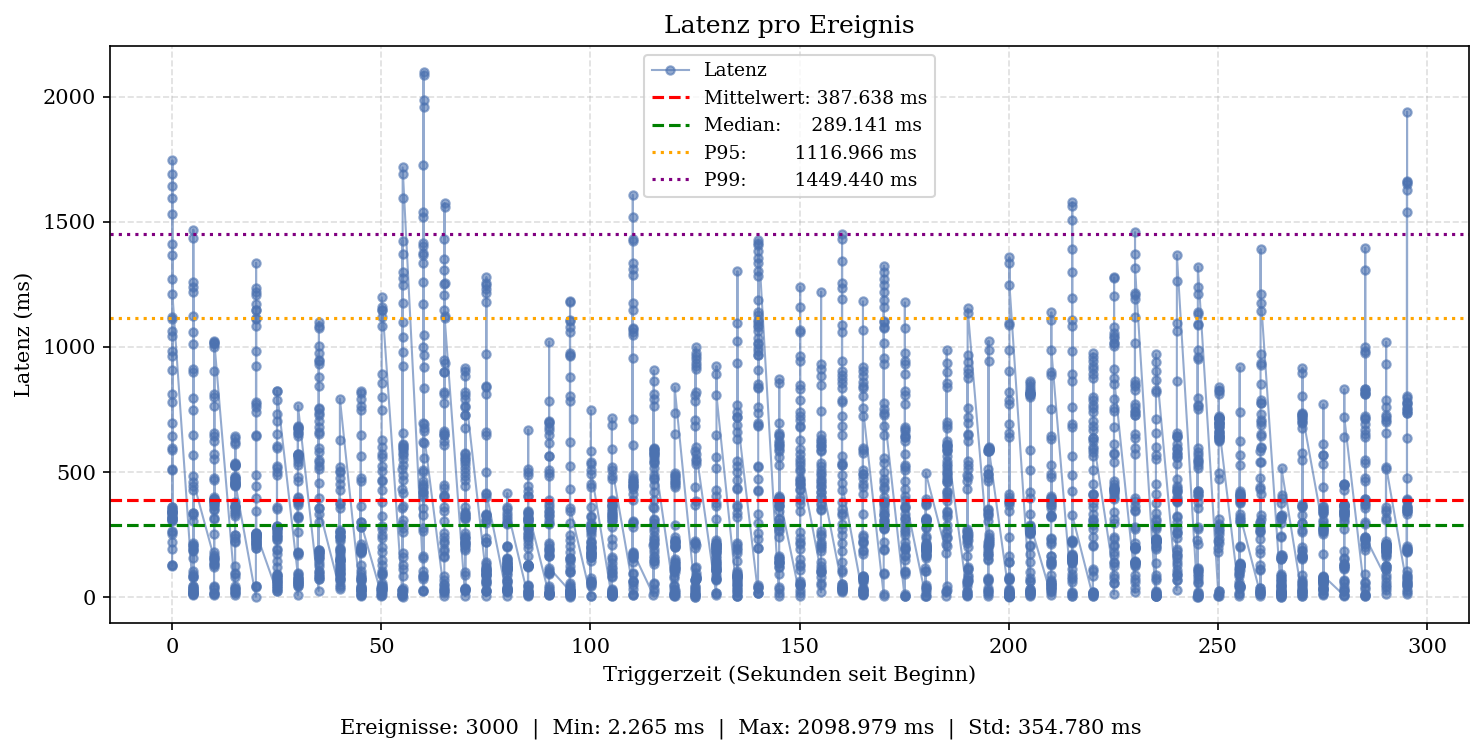 Latenz pro Ereignis
Latenz (ms)
2000
1500
1000
500
0
Latenz
Mittelwert: 387.638 ms
Median: 289.141 ms
P95: 1116.966 ms
P99: 1449.440 ms
0 50 100 150 200 250 300
Triggerzeit (Sekunden seit Beginn)
Ereignisse: 3000 | Min: 2.265 ms | Max: 2098.979 ms | Std: 354.780 ms